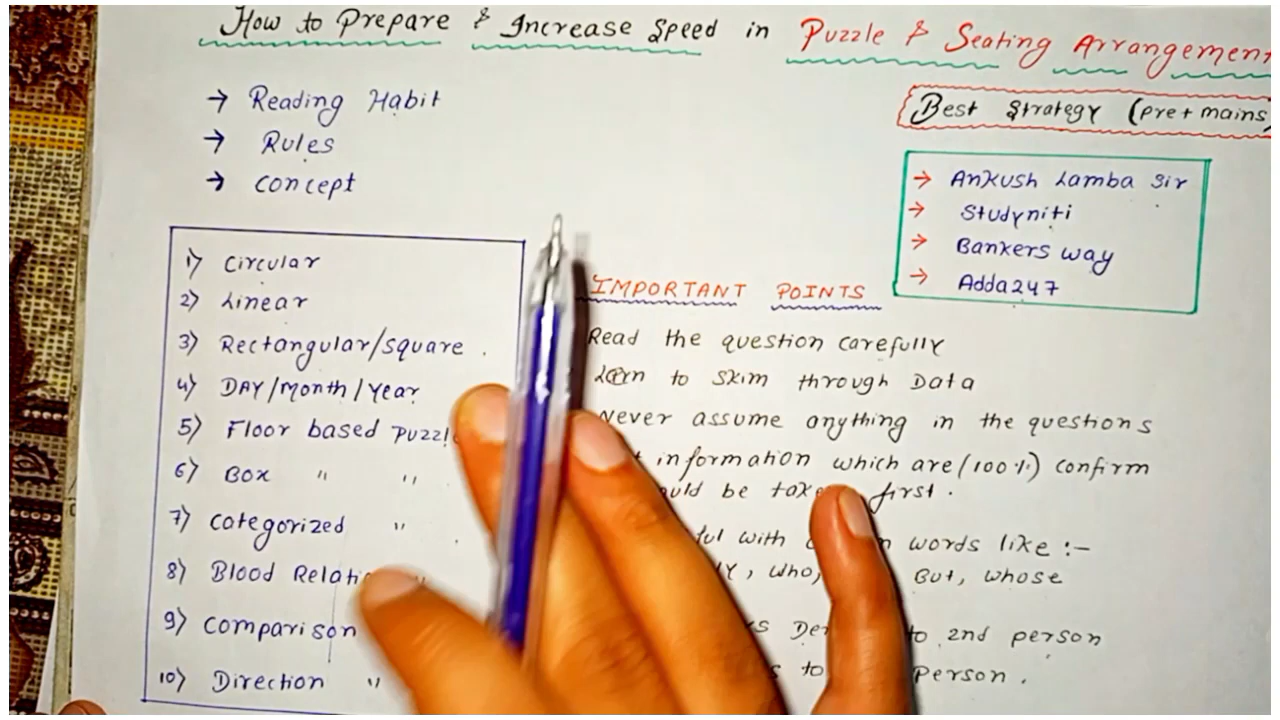 How to Prepare & Increase Speed in Puzzle & Seating Arrangement
→ Reading Habit
→ Rules
→ concept
Best Strategy (pre + mains)
→ Ankush Lamba Sir
→ Studyniti
→ Bankers way
→ Adda247
1) Circular
2) Linear
3) Rectangular/square
4) DAY/Month/Year
5) Floor based puzzle
6) Box " "
7) Categorized "
8) Blood Relation "
9) Comparison
10) Direction "
IMPORTANT POINTS
Read the question carefully
to skim through Data
Never assume anything in the questions
information which are (100%) confirm
be first.
with words like :-
who, But, whose
to 2nd person
to person.